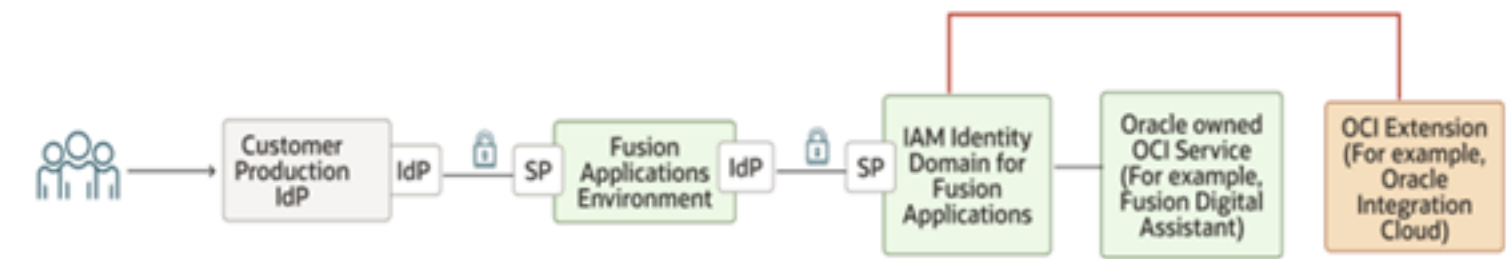 Customer
Production
IdP
IdP
SP
Fusion
Applications
Environment
IdP
SP
IAM Identity
Domain for
Fusion
Applications
Oracle owned
OCI Service
(For example,
Fusion Digital
Assistant)
OCI Extension
(For example,
Oracle
Integration
Cloud)